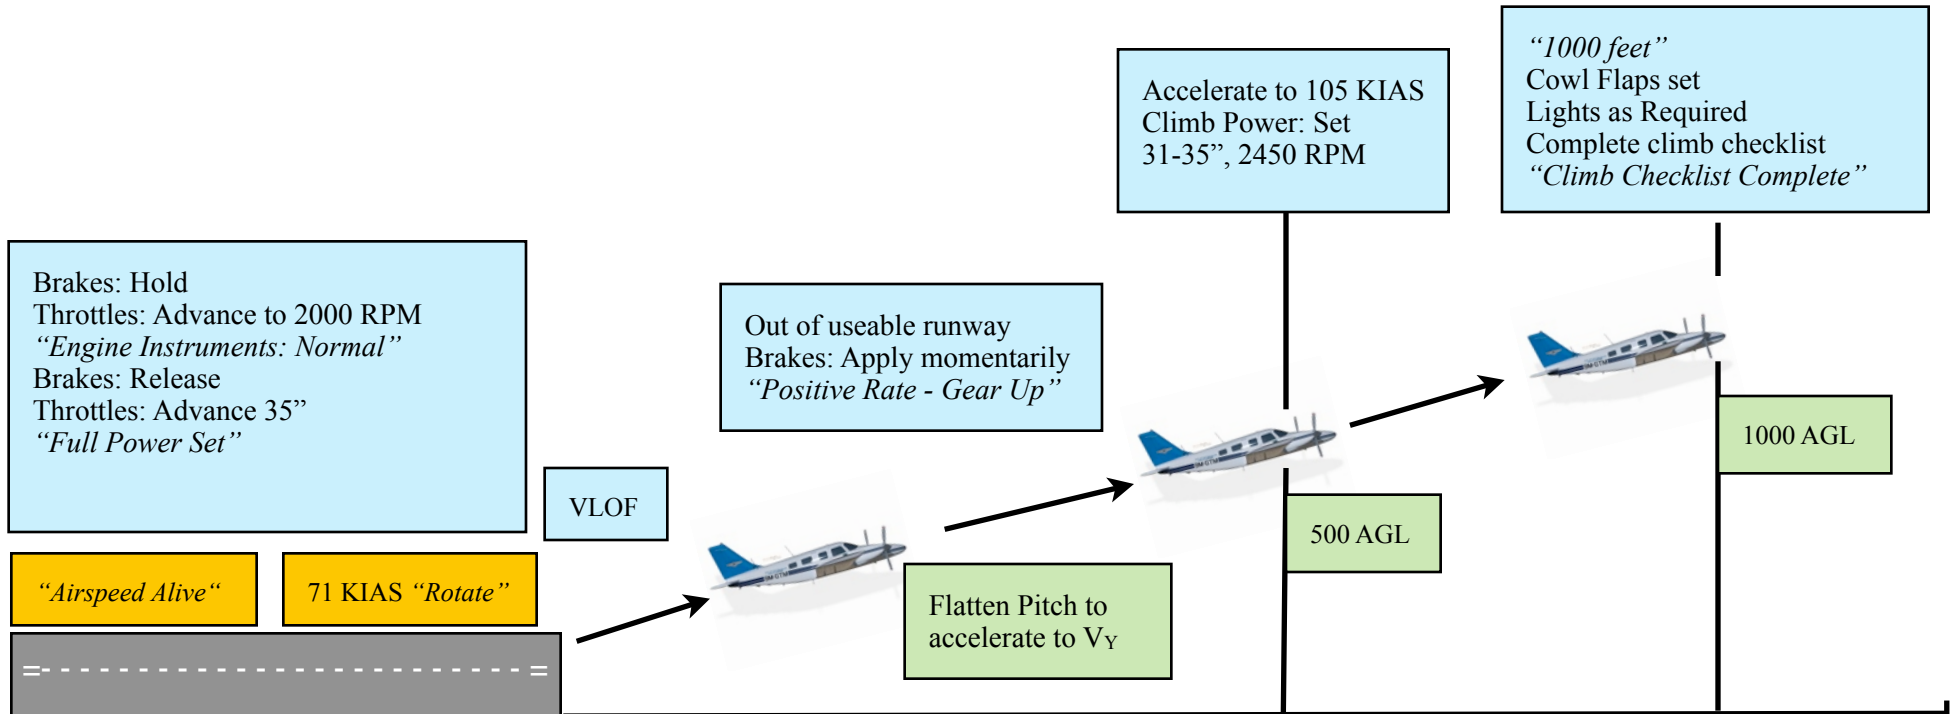 Brakes: Hold
Throttles: Advance to 2000 RPM
“Engine Instruments: Normal”
Brakes: Release
Throttles: Advance 35”
“Full Power Set”
“Airspeed Alive“
71 KIAS “Rotate”
VLOF
Out of useable runway
Brakes: Apply momentarily
“Positive Rate - Gear Up”
Flatten Pitch to
accelerate to VY
Accelerate to 105 KIAS
Climb Power: Set
31-35”, 2450 RPM
500 AGL
“1000 feet”
Cowl Flaps set
Lights as Required
Complete climb checklist
“Climb Checklist Complete”
1000 AGL